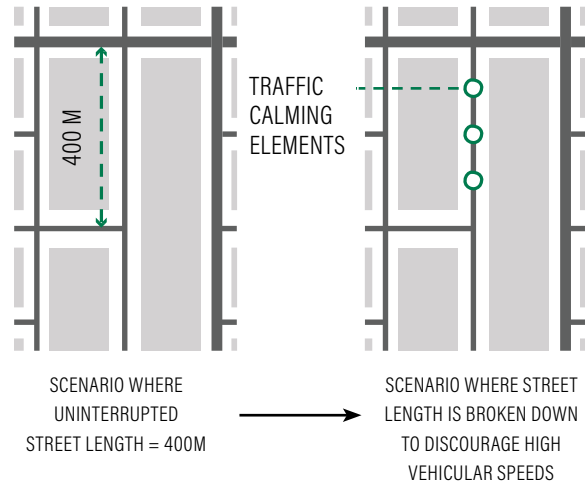 400 M
TRAFFIC
CALMING
ELEMENTS
SCENARIO WHERE
UNINTERRUPTED
STREET LENGTH = 400M
SCENARIO WHERE STREET
LENGTH IS BROKEN DOWN
TO DISCOURAGE HIGH
VEHICULAR SPEEDS